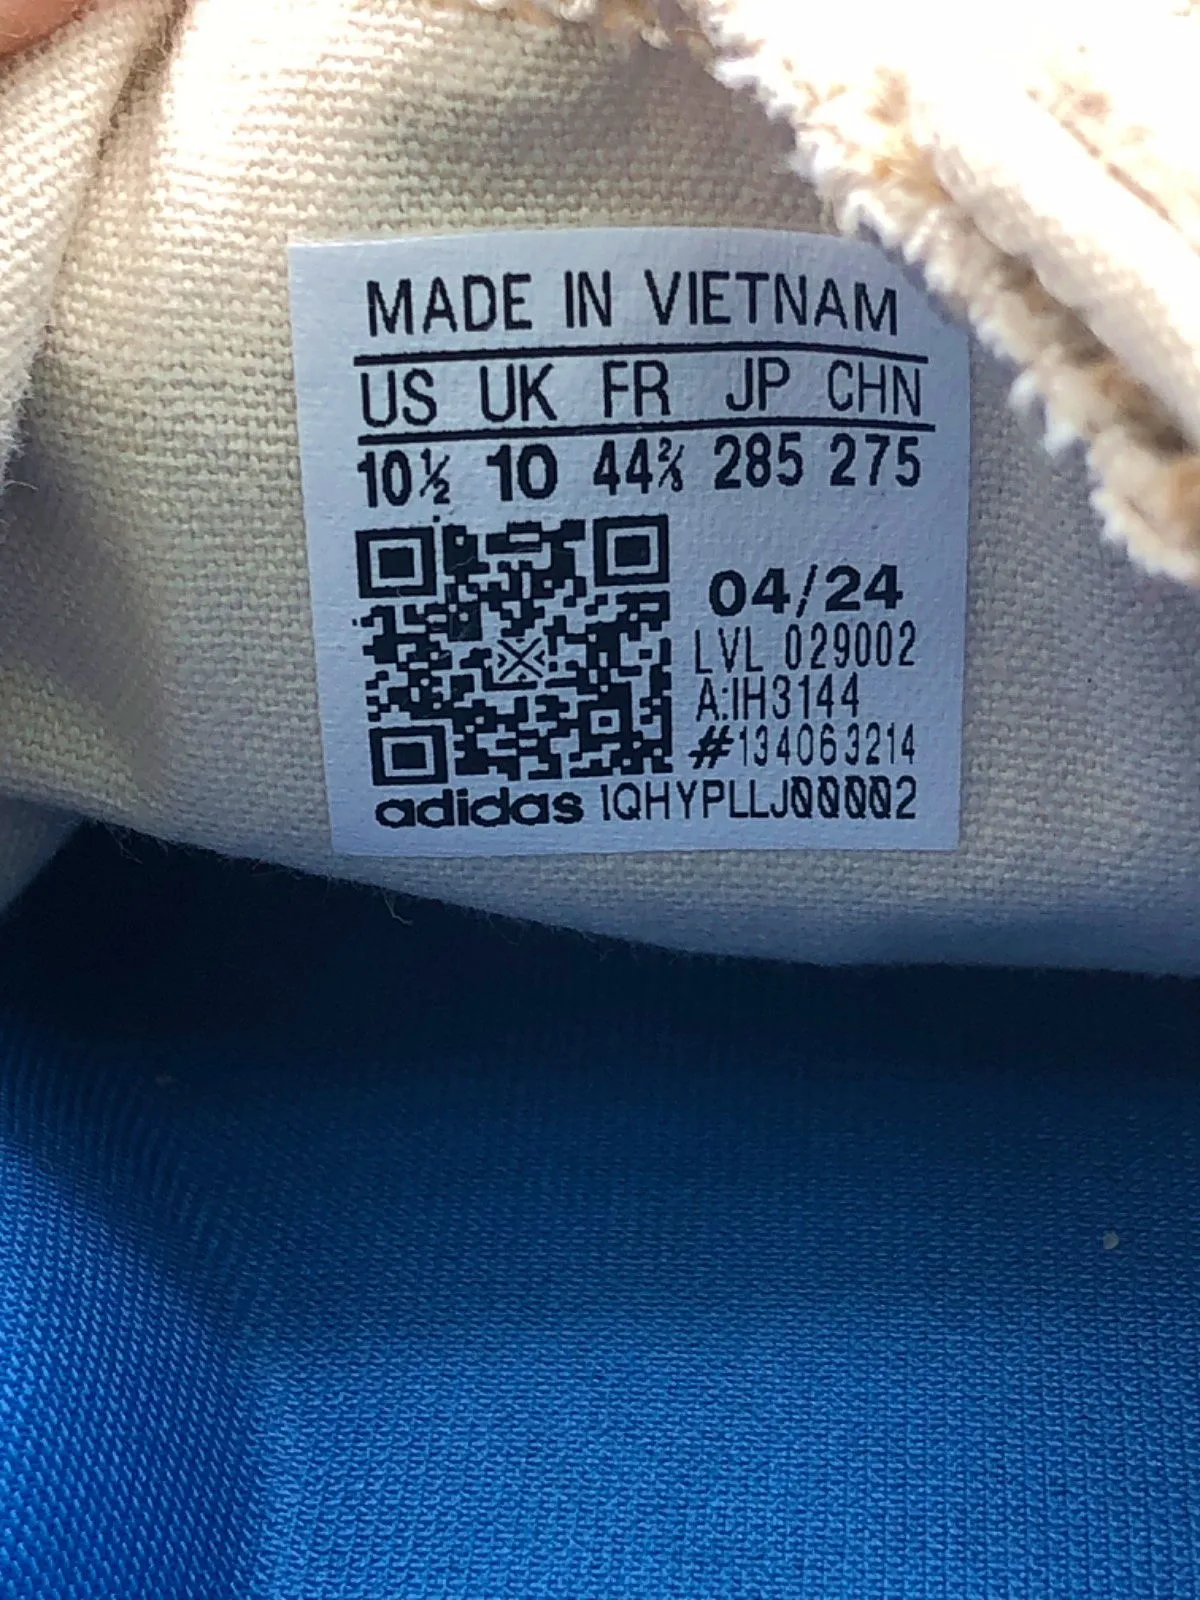 MADE IN VIETNAM
US UK FR JP CHN
10½ 10 44⅔ 285 275
04/24
LVL 029002
A:IH3144
#134063214
adidas 1QHYPLLJ00002